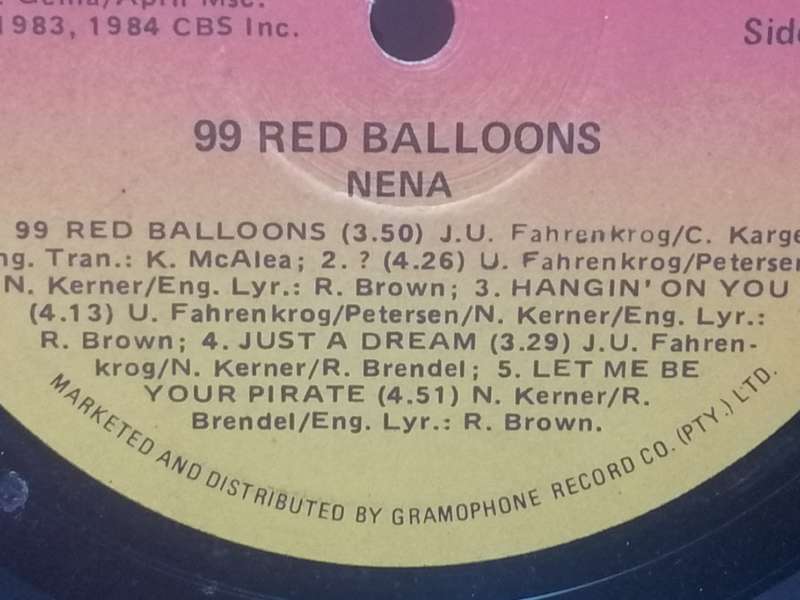 Gema/April Msc.
1983, 1984 CBS Inc.
Side
99 RED BALLOONS
NENA
99 RED BALLOONS (3.50) J.U. Fahrenkrog/C. Karge
ng. Tran.: K. McAlea; 2. ? (4.26) U. Fahrenkrog/Petersen
N. Kerner/Eng. Lyr.: R. Brown; 3. HANGIN' ON YOU
(4.13) U. Fahrenkrog/Petersen/N. Kerner/Eng. Lyr.:
R. Brown; 4. JUST A DREAM (3.29) J.U. Fahren-
krog/N. Kerner/R. Brendel; 5. LET ME BE
YOUR PIRATE (4.51) N. Kerner/R.
Brendel/Eng. Lyr.: R. Brown.
MARKETED AND DISTRIBUTED BY GRAMOPHONE RECORD CO. (PTY.) LTD.